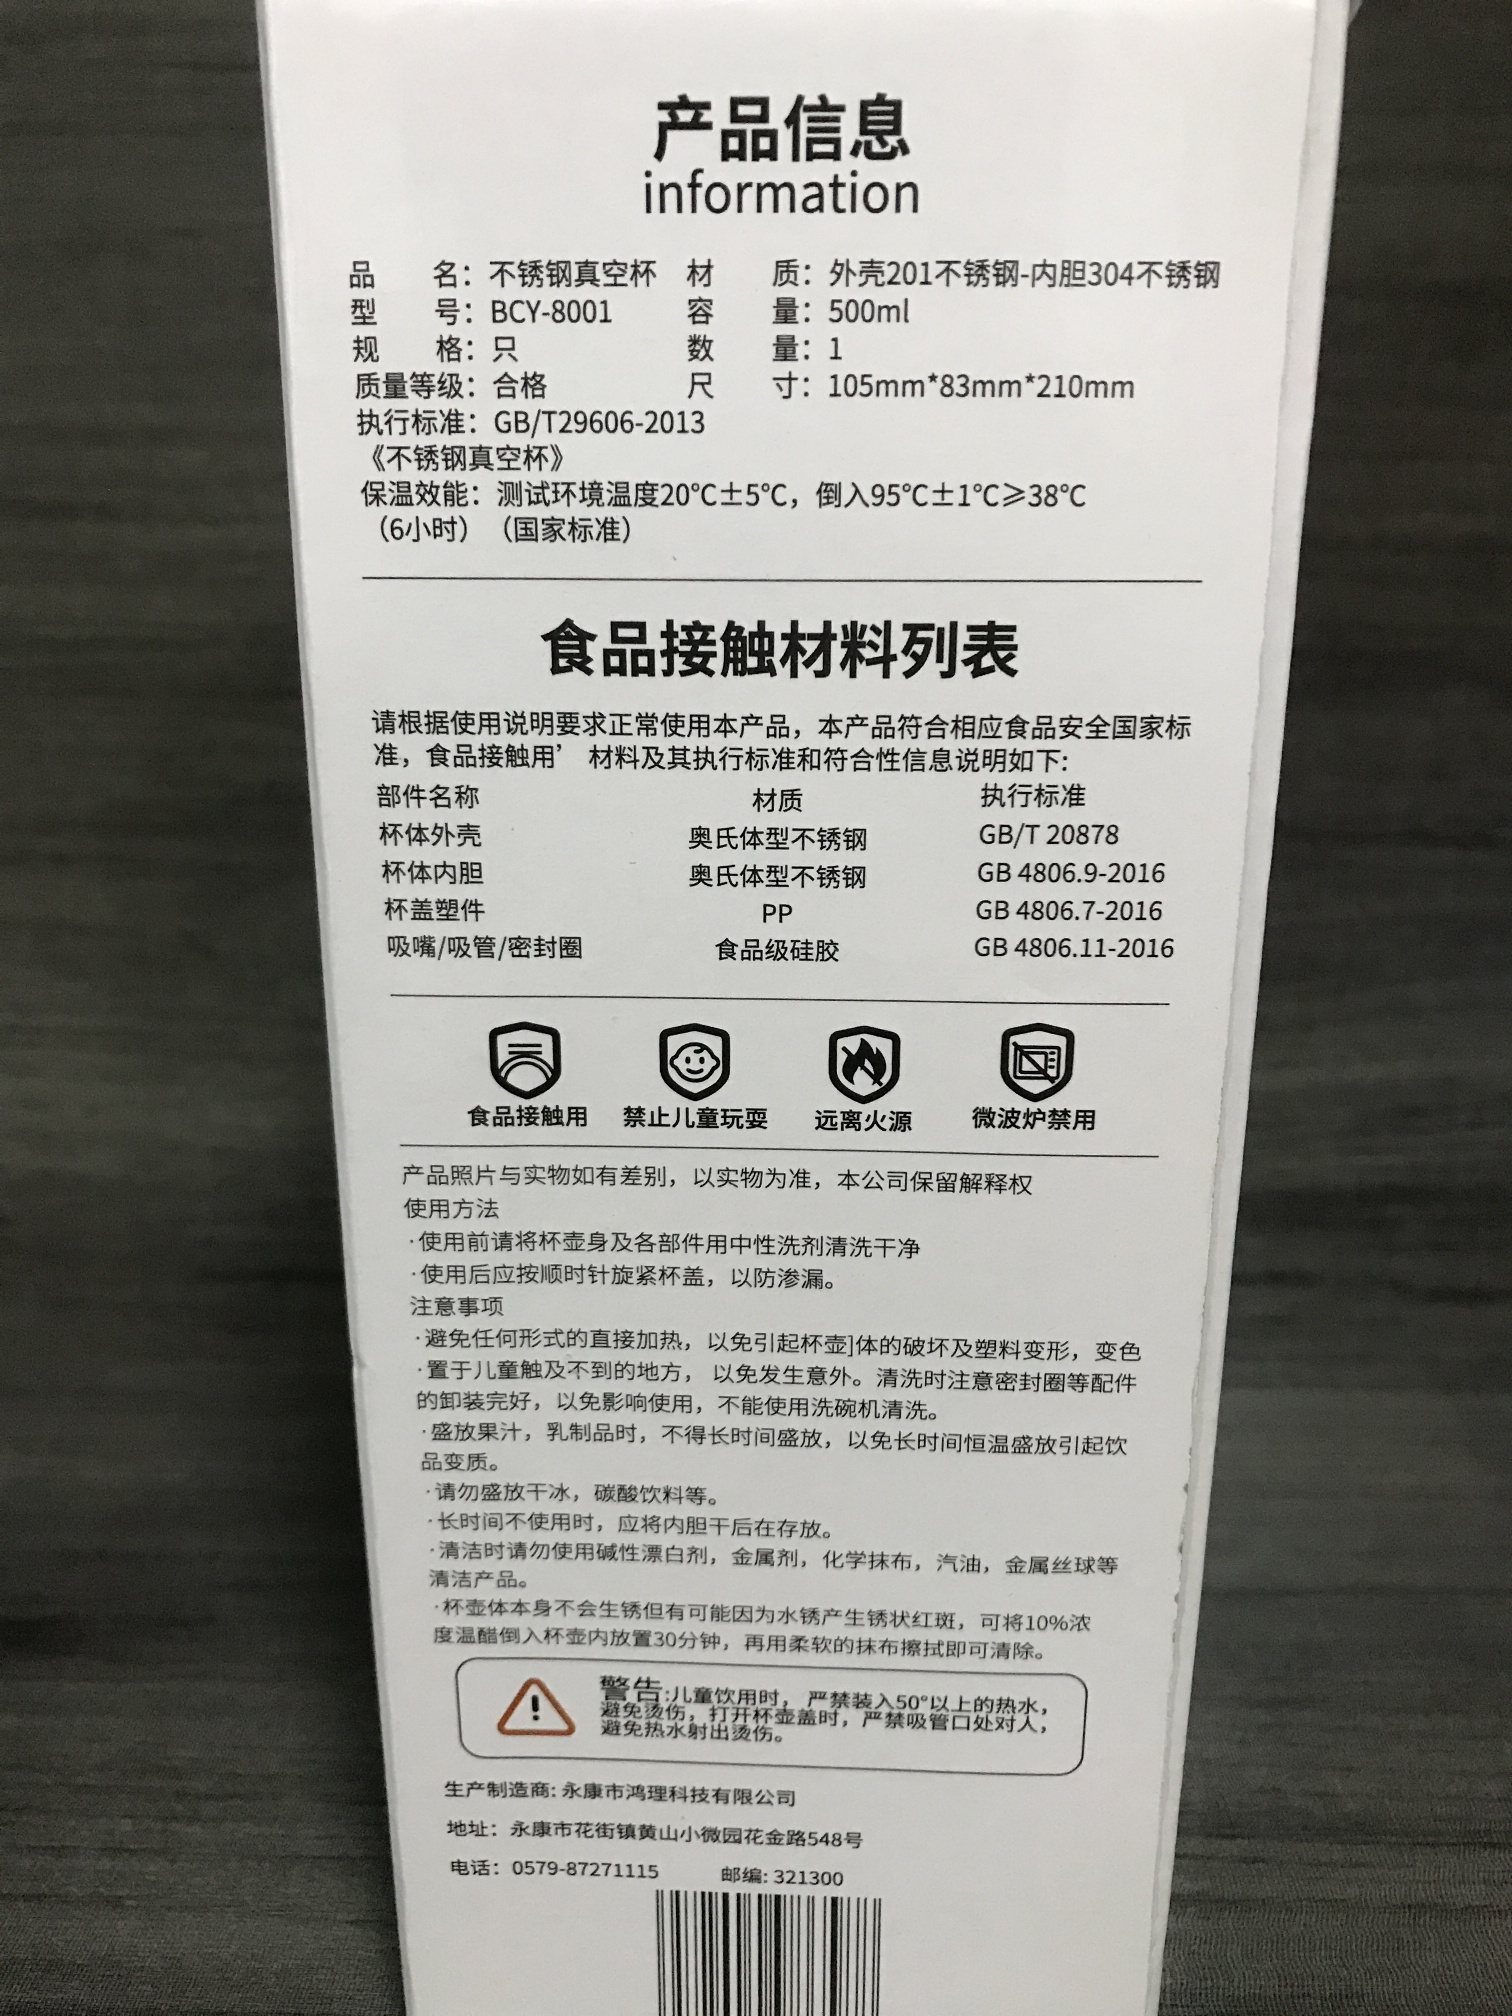 产品信息
information
品 名：不锈钢真空杯 材 质：外壳201不锈钢-内胆304不锈钢
型 号：BCY-8001 容 量：500ml
规 格：只 数 量：1
质量等级：合格 尺 寸：105mm*83mm*210mm
执行标准：GB/T29606-2013
《不锈钢真空杯》
保温效能：测试环境温度20℃±5℃，倒入95℃±1℃≥38℃
（6小时）（国家标准）
食品接触材料列表
请根据使用说明要求正常使用本产品，本产品符合相应食品安全国家标
准，食品接触用’材料及其执行标准和符合性信息说明如下:
部件名称 材质 执行标准
杯体外壳 奥氏体型不锈钢 GB/T 20878
杯体内胆 奥氏体型不锈钢 GB 4806.9-2016
杯盖塑件 PP GB 4806.7-2016
吸嘴/吸管/密封圈 食品级硅胶 GB 4806.11-2016
食品接触用 禁止儿童玩耍 远离火源 微波炉禁用
产品照片与实物如有差别，以实物为准，本公司保留解释权
使用方法
·使用前请将杯壶身及各部件用中性洗剂清洗干净
·使用后应按顺时针旋紧杯盖，以防渗漏。
注意事项
·避免任何形式的直接加热，以免引起杯壶]体的破坏及塑料变形，变色
·置于儿童触及不到的地方，以免发生意外。清洗时注意密封圈等配件
的卸装完好，以免影响使用，不能使用洗碗机清洗。
·盛放果汁，乳制品时，不得长时间盛放，以免长时间恒温盛放引起饮
品变质。
·请勿盛放干冰，碳酸饮料等。
·长时间不使用时，应将内胆干后在存放。
·清洁时请勿使用碱性漂白剂，金属剂，化学抹布，汽油，金属丝球等
清洁产品。
·杯壶体本身不会生锈但有可能因为水锈产生锈状红斑，可将10%浓
度温醋倒入杯壶内放置30分钟，再用柔软的抹布擦拭即可清除。
警告:儿童饮用时，严禁装入50°以上的热水，
避免烫伤，打开杯壶盖时，严禁吸管口处对人，
避免热水射出烫伤。
生产制造商: 永康市鸿理科技有限公司
地址：永康市花街镇黄山小微园花金路548号
电话：0579-87271115 邮编: 321300